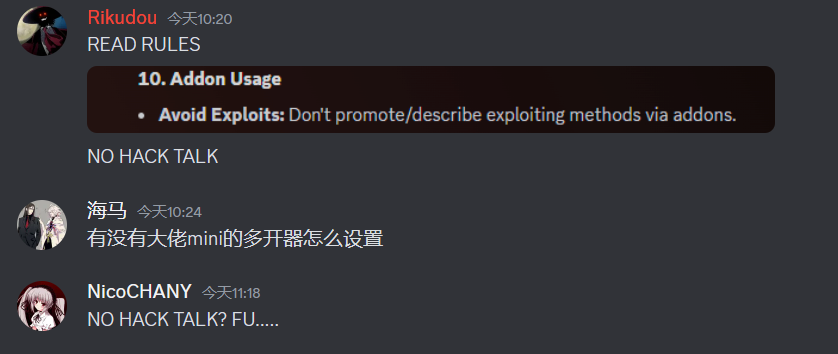 Rikudou 今天10:20
READ RULES
10. Addon Usage
• Avoid Exploits: Don't promote/describe exploiting methods via addons.
NO HACK TALK
海马 今天10:24
有没有大佬mini的多开器怎么设置
NicoCHANY 今天11:18
NO HACK TALK? FU.....